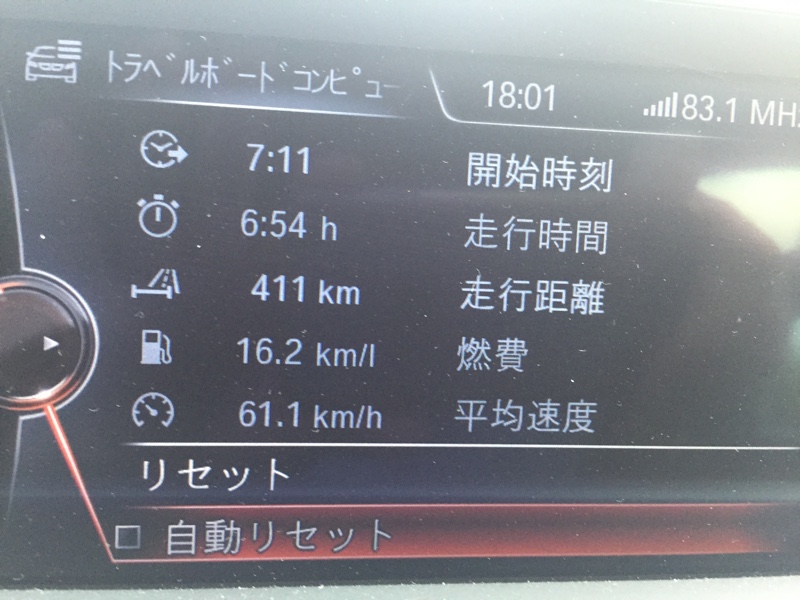 トラベルボードコンピュー 18:01 83.1 MHz
7:11 開始時刻
6:54 h 走行時間
411 km 走行距離
16.2 km/l 燃費
61.1 km/h 平均速度
リセット
自動リセット